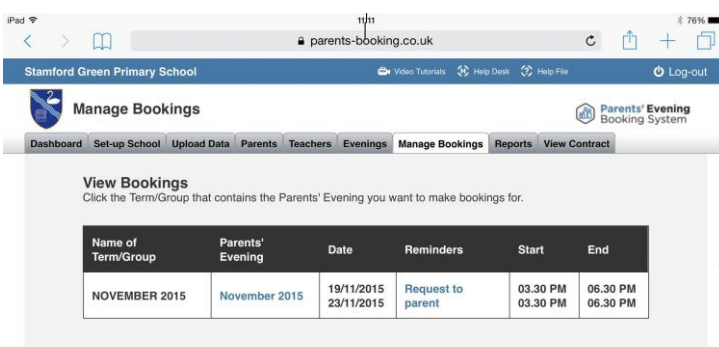 iPad 11:11 76%
parents-booking.co.uk
Stamford Green Primary School Video Tutorials Help Desk Help File Log-out
Manage Bookings Parents' Evening
Booking System
Dashboard Set-up School Upload Data Parents Teachers Evenings Manage Bookings Reports View Contract
View Bookings
Click the Term/Group that contains the Parents' Evening you want to make bookings for.
Name of Parents'
Term/Group Evening Date Reminders Start End
NOVEMBER 2015 November 2015 19/11/2015 Request to 03.30 PM 06.30 PM
23/11/2015 parent 03.30 PM 06.30 PM